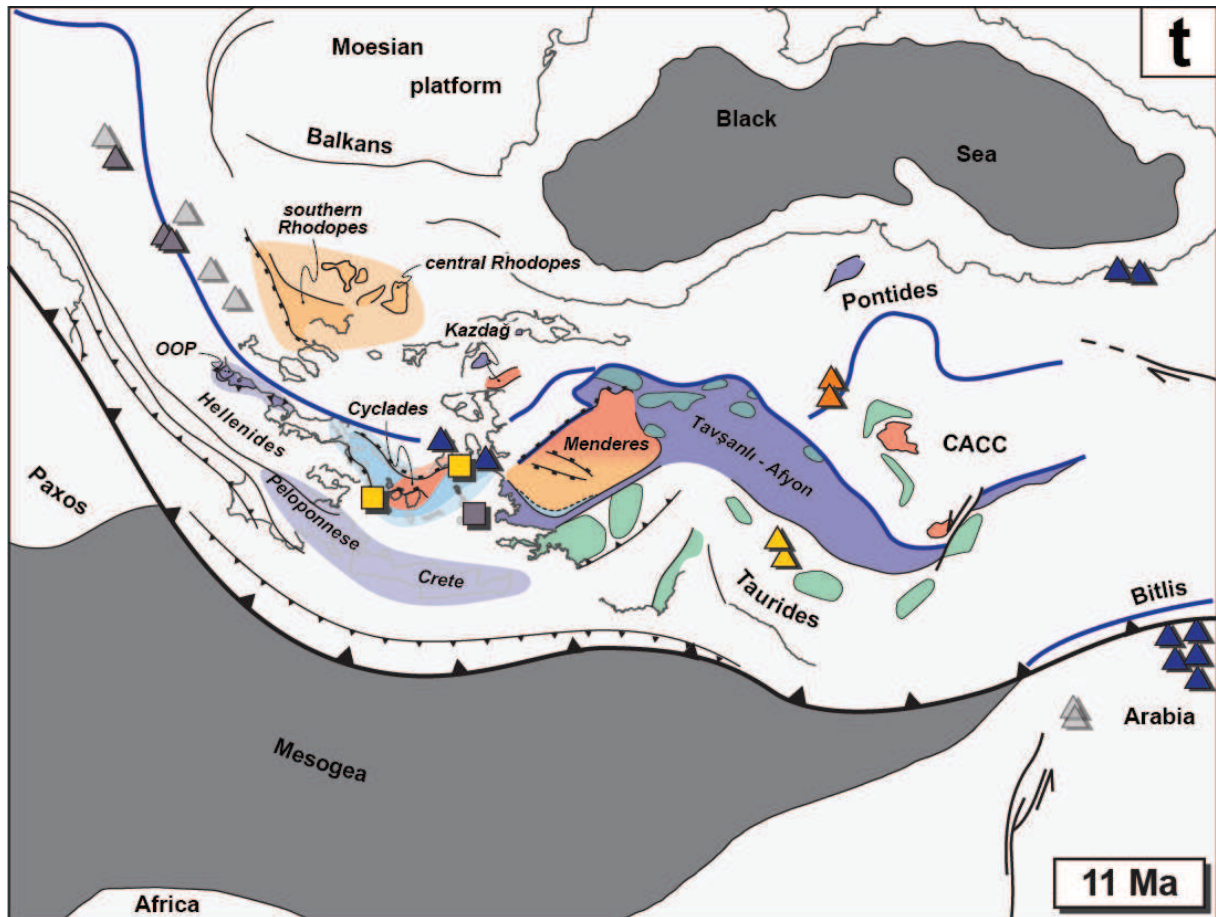 t
Moesian
platform
Black
Sea
Balkans
southern
Rhodopes
central Rhodopes
Pontides
Kazdağ
OOP
Cyclades
Hellenides
Menderes
Tavşanlı - Afyon
CACC
Paxos
Peloponnese
Crete
Taurides
Bitlis
Arabia
Mesogea
11 Ma
Africa